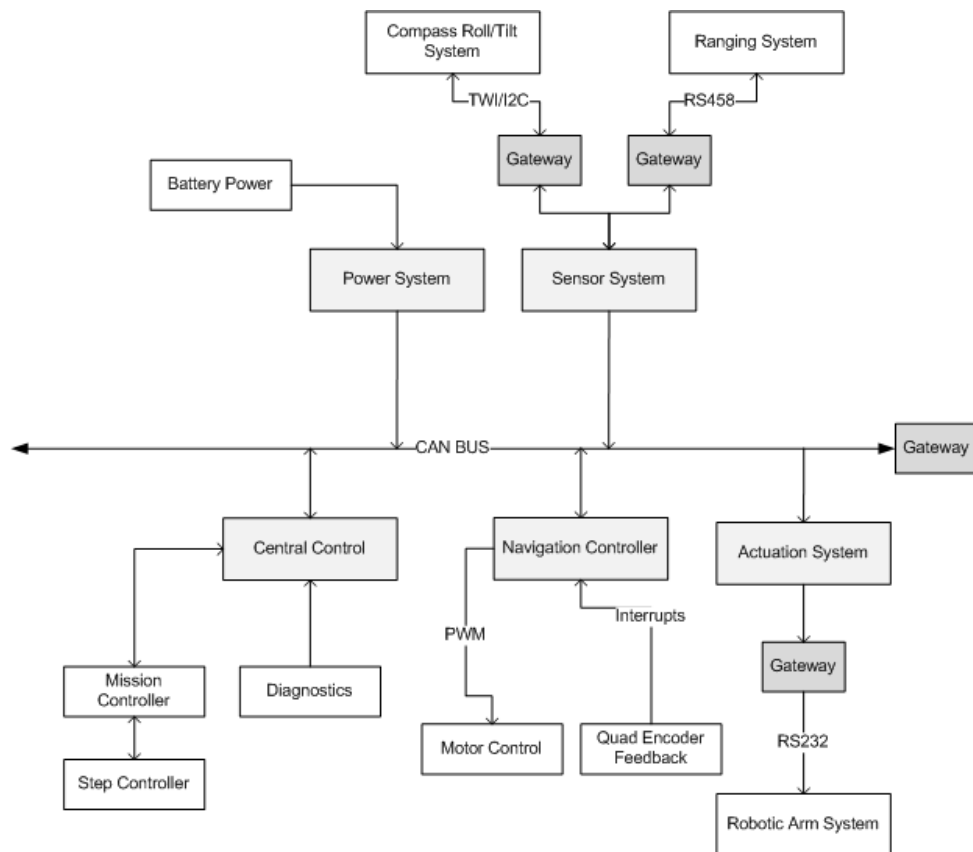 Compass Roll/Tilt
System
Ranging System
TWI/I2C
RS458
Gateway
Gateway
Battery Power
Power System
Sensor System
CAN BUS
Gateway
Central Control
Navigation Controller
Actuation System
PWM
Interrupts
Mission
Controller
Diagnostics
Gateway
Motor Control
Quad Encoder
Feedback
RS232
Step Controller
Robotic Arm System